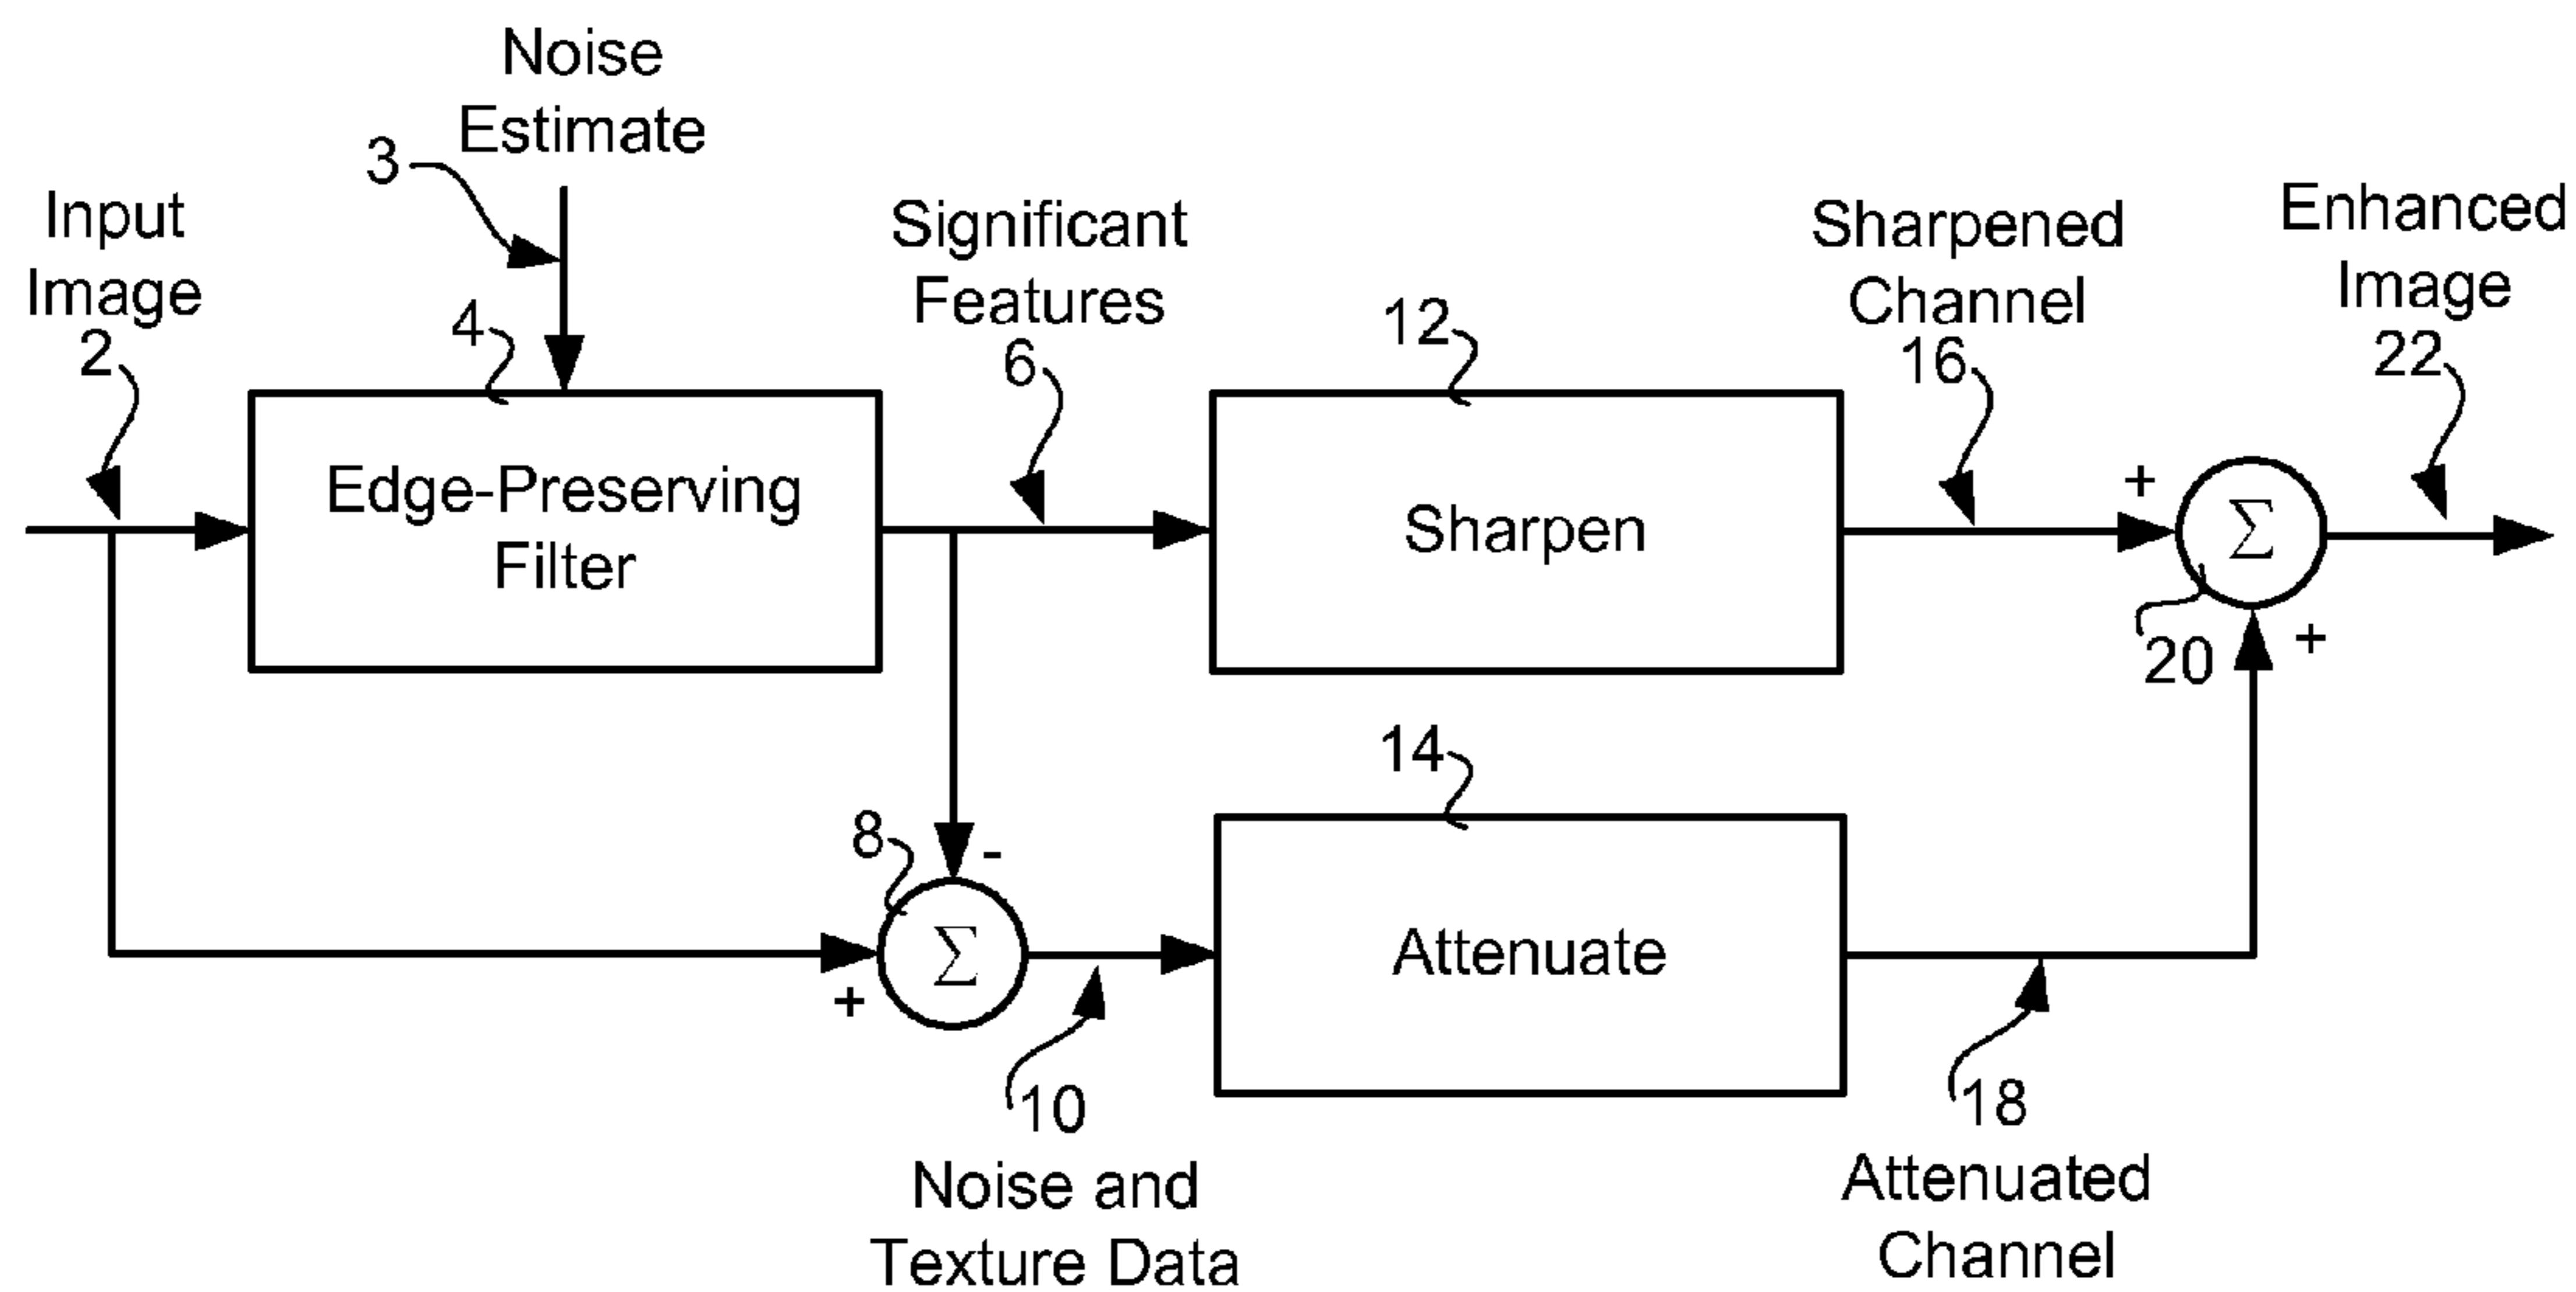 Noise
Estimate
3
Input
Image
2
4
Significant
Features
6
12
Sharpened
Channel
16
Enhanced
Image
22
Edge-Preserving
Filter
Sharpen
+
Σ
20
+
14
8
-
Σ
+
Attenuate
10
Noise and
Texture Data
18
Attenuated
Channel